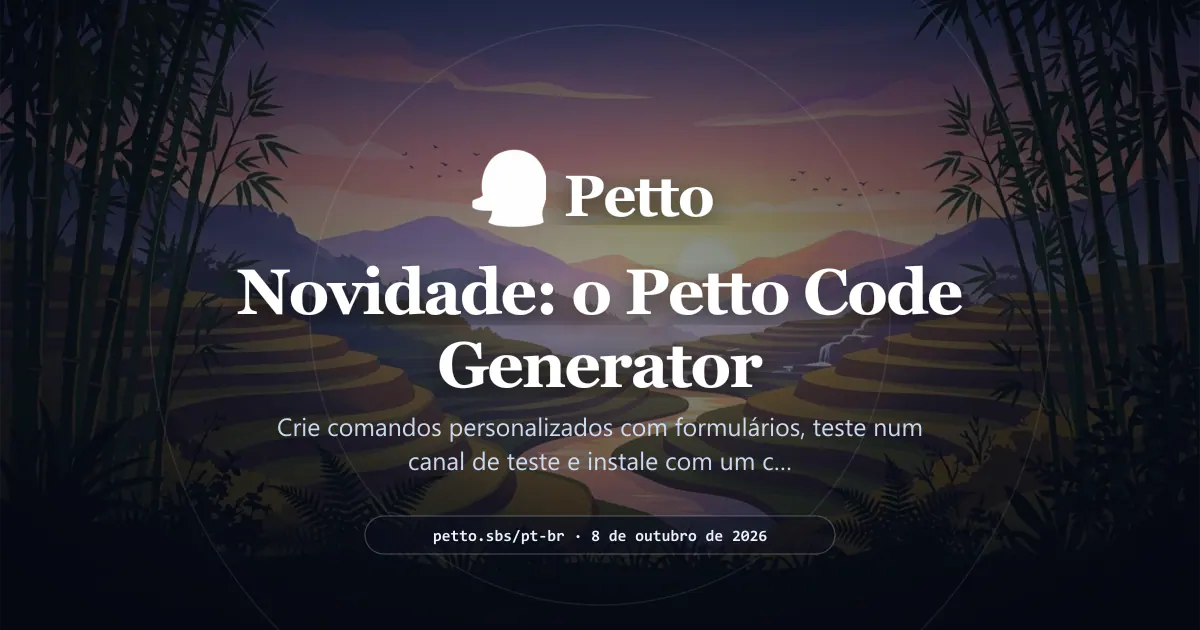 Petto
Novidade: o Petto Code
Generator
Crie comandos personalizados com formulários, teste num
canal de teste e instale com um c...
petto.sbs/pt-br · 8 de outubro de 2026